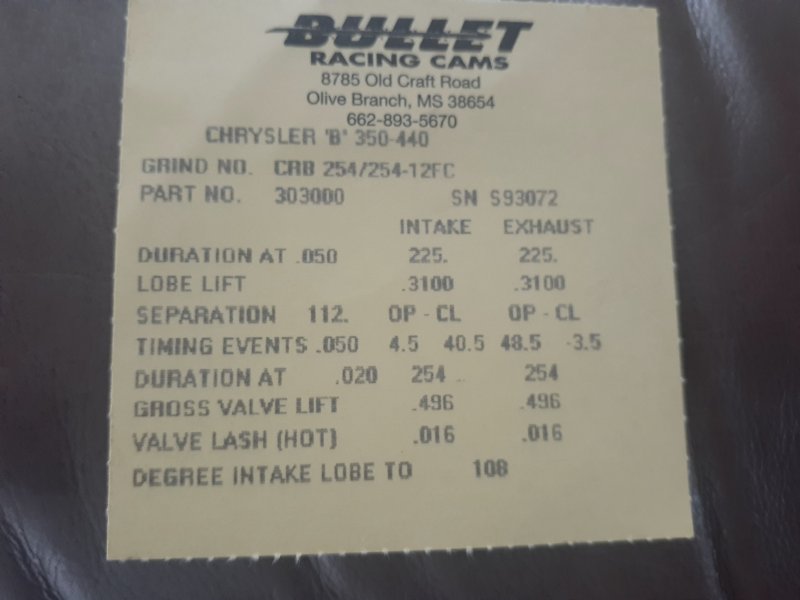 BULLET
RACING CAMS
8785 Old Craft Road
Olive Branch, MS 38654
662-893-5670
CHRYSLER 'B' 350-440
GRIND NO. CRB 254/254-12FC
PART NO. 303000 SN S93072
INTAKE EXHAUST
DURATION AT .050 225. 225.
LOBE LIFT .3100 .3100
SEPARATION 112. OP - CL OP - CL
TIMING EVENTS .050 4.5 40.5 48.5 -3.5
DURATION AT .020 254 254
GROSS VALVE LIFT .496 .496
VALVE LASH (HOT) .016 .016
DEGREE INTAKE LOBE TO 108